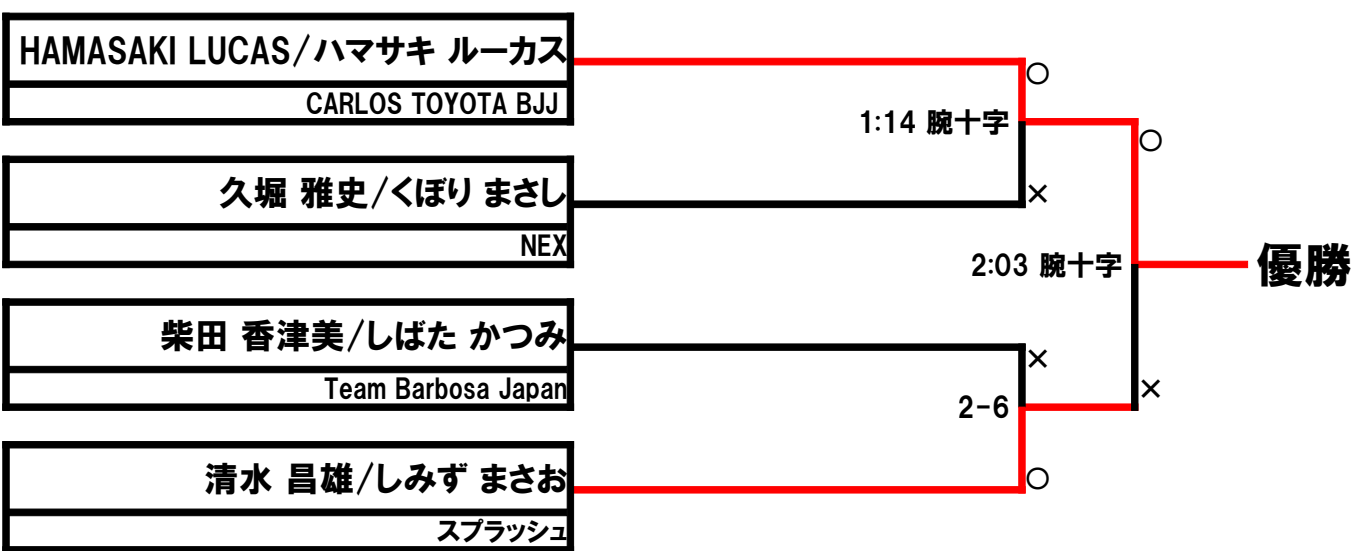 HAMASAKI LUCAS/ハマサキ ルーカス
CARLOS TOYOTA BJJ
○
1:14 腕十字
○
久堀 雅史/くぼり まさし
×
NEX
2:03 腕十字
優勝
柴田 香津美/しばた かつみ
×
Team Barbosa Japan
×
2-6
清水 昌雄/しみず まさお
○
スプラッシュ